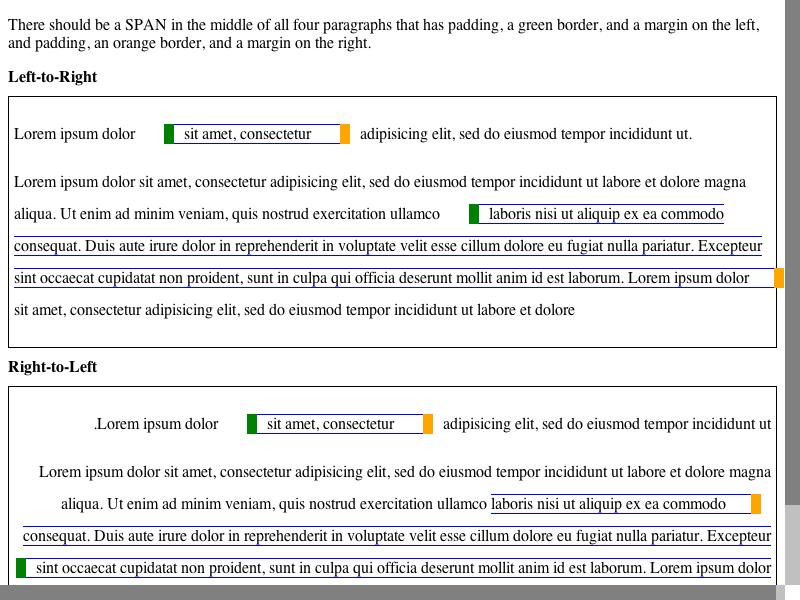 There should be a SPAN in the middle of all four paragraphs that has padding, a green border, and a margin on the left,
and padding, an orange border, and a margin on the right.
Left-to-Right
Lorem ipsum dolor sit amet, consectetur adipisicing elit, sed do eiusmod tempor incididunt ut.
Lorem ipsum dolor sit amet, consectetur adipisicing elit, sed do eiusmod tempor incididunt ut labore et dolore magna
aliqua. Ut enim ad minim veniam, quis nostrud exercitation ullamco laboris nisi ut aliquip ex ea commodo
consequat. Duis aute irure dolor in reprehenderit in voluptate velit esse cillum dolore eu fugiat nulla pariatur. Excepteur
sint occaecat cupidatat non proident, sunt in culpa qui officia deserunt mollit anim id est laborum. Lorem ipsum dolor
sit amet, consectetur adipisicing elit, sed do eiusmod tempor incididunt ut labore et dolore
Right-to-Left
.Lorem ipsum dolor sit amet, consectetur adipisicing elit, sed do eiusmod tempor incididunt ut
Lorem ipsum dolor sit amet, consectetur adipisicing elit, sed do eiusmod tempor incididunt ut labore et dolore magna
aliqua. Ut enim ad minim veniam, quis nostrud exercitation ullamco laboris nisi ut aliquip ex ea commodo
consequat. Duis aute irure dolor in reprehenderit in voluptate velit esse cillum dolore eu fugiat nulla pariatur. Excepteur
sint occaecat cupidatat non proident, sunt in culpa qui officia deserunt mollit anim id est laborum. Lorem ipsum dolor